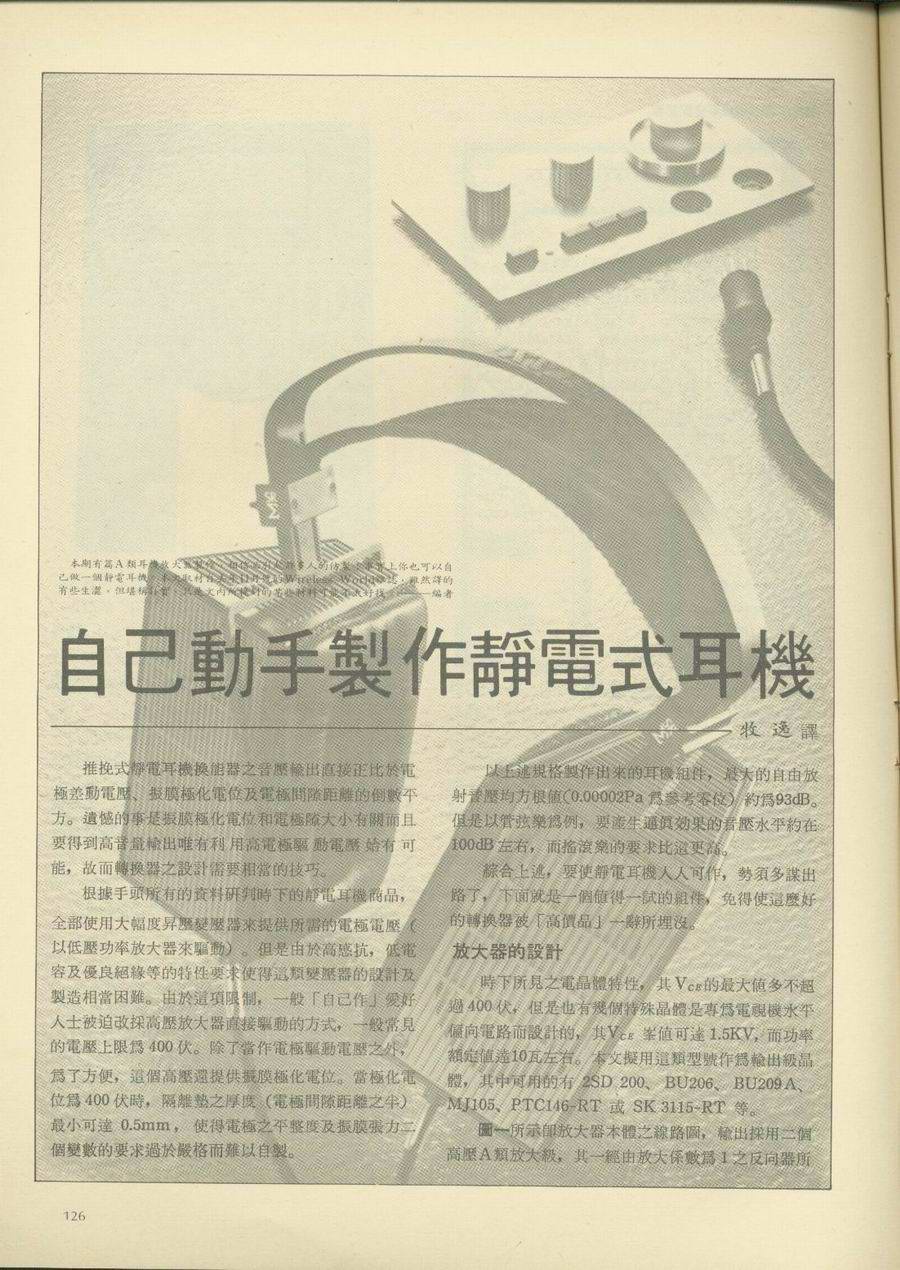 SR
Σ
本期有篇A類耳機放大器製作，相信必引起許多人的仿製，事實上你也可以自
己做一個靜電耳機，本文取材自 Wireless World雜誌，雖然譯的
有些生澀，但堪稱詳實，只是文內所提到的某些材料可能不太好找。——編者
自己動手製作靜電式耳機
牧逸譯
推挽式靜電耳機換能器之音壓輸出直接正比於電
極差動電壓、振膜極化電位及電極間隙距離的倒數平
方。遺憾的事是振膜極化電位和電極隙大小有關而且
要得到高音量輸出唯有利用高電極驅動電壓始有可
能，故而轉換器之設計需要相當的技巧。
根據手頭所有的資料研判時下的靜電耳機商品，
全部使用大幅度昇壓變壓器來提供所需的電極電壓（
以低壓功率放大器來驅動）。但是由於高感抗，低電
容及優良絕緣等的特性要求使得這類變壓器的設計及
製造相當困難。由於這項限制，一般「自己作」愛好
人士被迫改採高壓放大器直接驅動的方式，一般常見
的電壓上限爲400伏。除了當作電極驅動電壓之外，
爲了方便，這個高壓還提供振膜極化電位。當極化電
位爲400伏時，隔離墊之厚度（電極間隙距離之半）
最小可達 0.5mm，使得電極之平整度及振膜張力二
個變數的要求過於嚴格而難以自製。
以上述規格製作出來的耳機組件，最大的自由放
射音壓均方根值(0.00002Pa爲參考零位)約爲93dB。
但是以管弦樂爲例，要產生逼眞效果的音壓水平約在
100dB左右，而搖滾樂的要求比這更高。
綜合上述，要使靜電耳機人人可作，勢須多謀出
路了，下面就是一個值得一試的組件，免得使這麼好
的轉換器被「高價品」一辭所埋沒。
放大器的設計
時下所見之電晶體特性，其VCE的最大值多不超
過400伏，但是也有幾個特殊晶體是專爲電視機水平
偏向電路而設計的，其VCE峯值可達1.5KV，而功率
額定值達10瓦左右。本文擬用這類型號作爲輸出級晶
體，其中可用的有 2SD 200、BU206、BU209A、
MJ105、PTC146-RT 或 SK 3115-RT 等。
圖一所示即放大器本體之線路圖，輸出採用二個
高壓A類放大級，其一經由放大係數爲1之反向器所
126